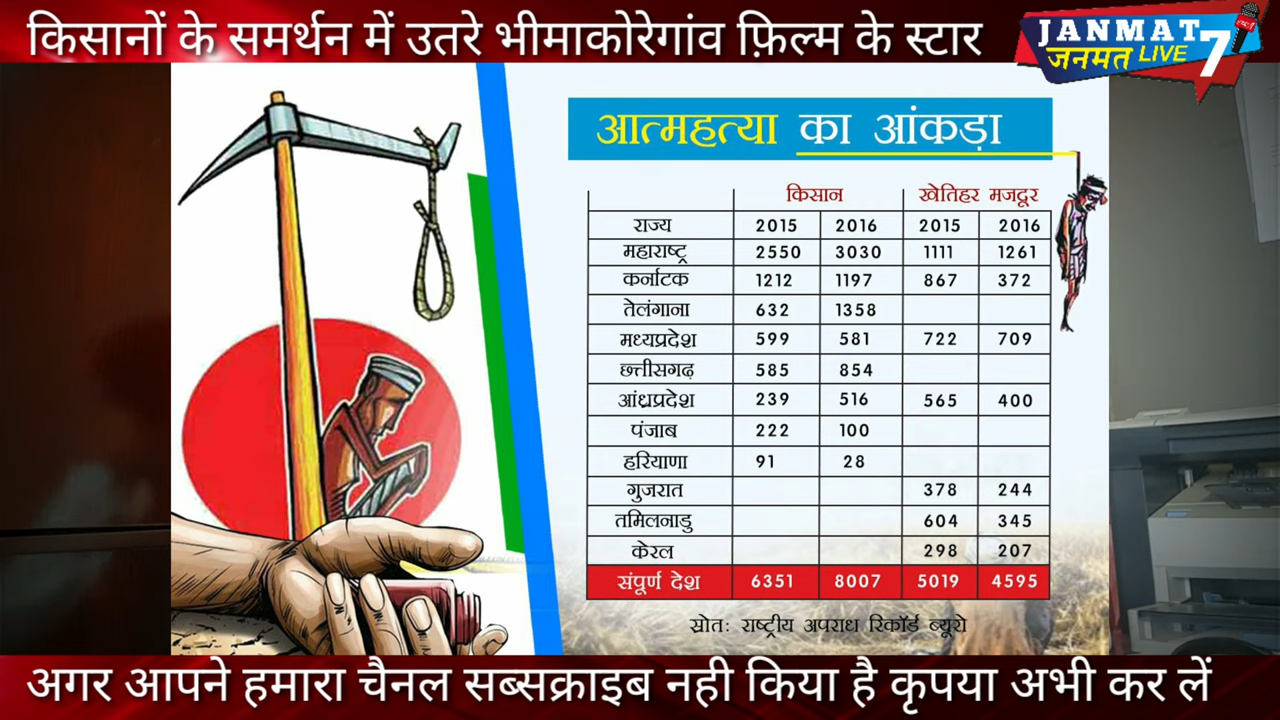 किसानों के समर्थन में उतरे भीमाकोरेगांव फ़िल्म के स्टार
JANMAT
जनमत LIVE 7
आत्महत्या का आंकड़ा
किसान खेतिहर मजदूर
राज्य 2015 2016 2015 2016
महाराष्ट्र 2550 3030 1111 1261
कर्नाटक 1212 1197 867 372
तेलंगाना 632 1358
मध्यप्रदेश 599 581 722 709
छत्तीसगढ़ 585 854
आंध्रप्रदेश 239 516 565 400
पंजाब 222 100
हरियाणा 91 28
गुजरात 378 244
तमिलनाडु 604 345
केरल 298 207
संपूर्ण देश 6351 8007 5019 4595
स्रोतः राष्ट्रीय अपराध रिकॉर्ड ब्यूरो
अगर आपने हमारा चैनल सब्सक्राइब नही किया है कृपया अभी कर लें